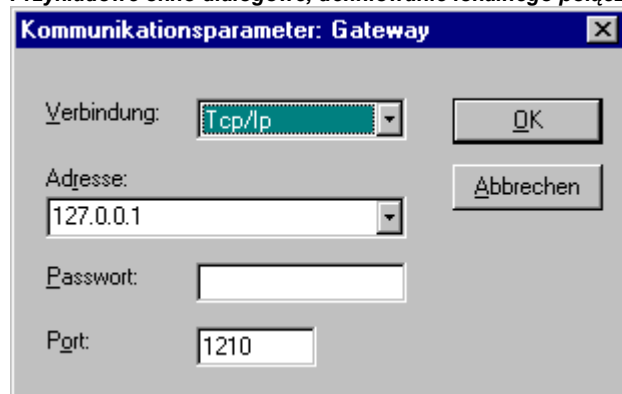 Przykładowe okno dialogowe, definiowanie lokalnego połącz
Kommunikationsparameter: Gateway
Verbindung: Tcp/Ip OK
Adresse: Abbrechen
127.0.0.1
Passwort:
Port: 1210